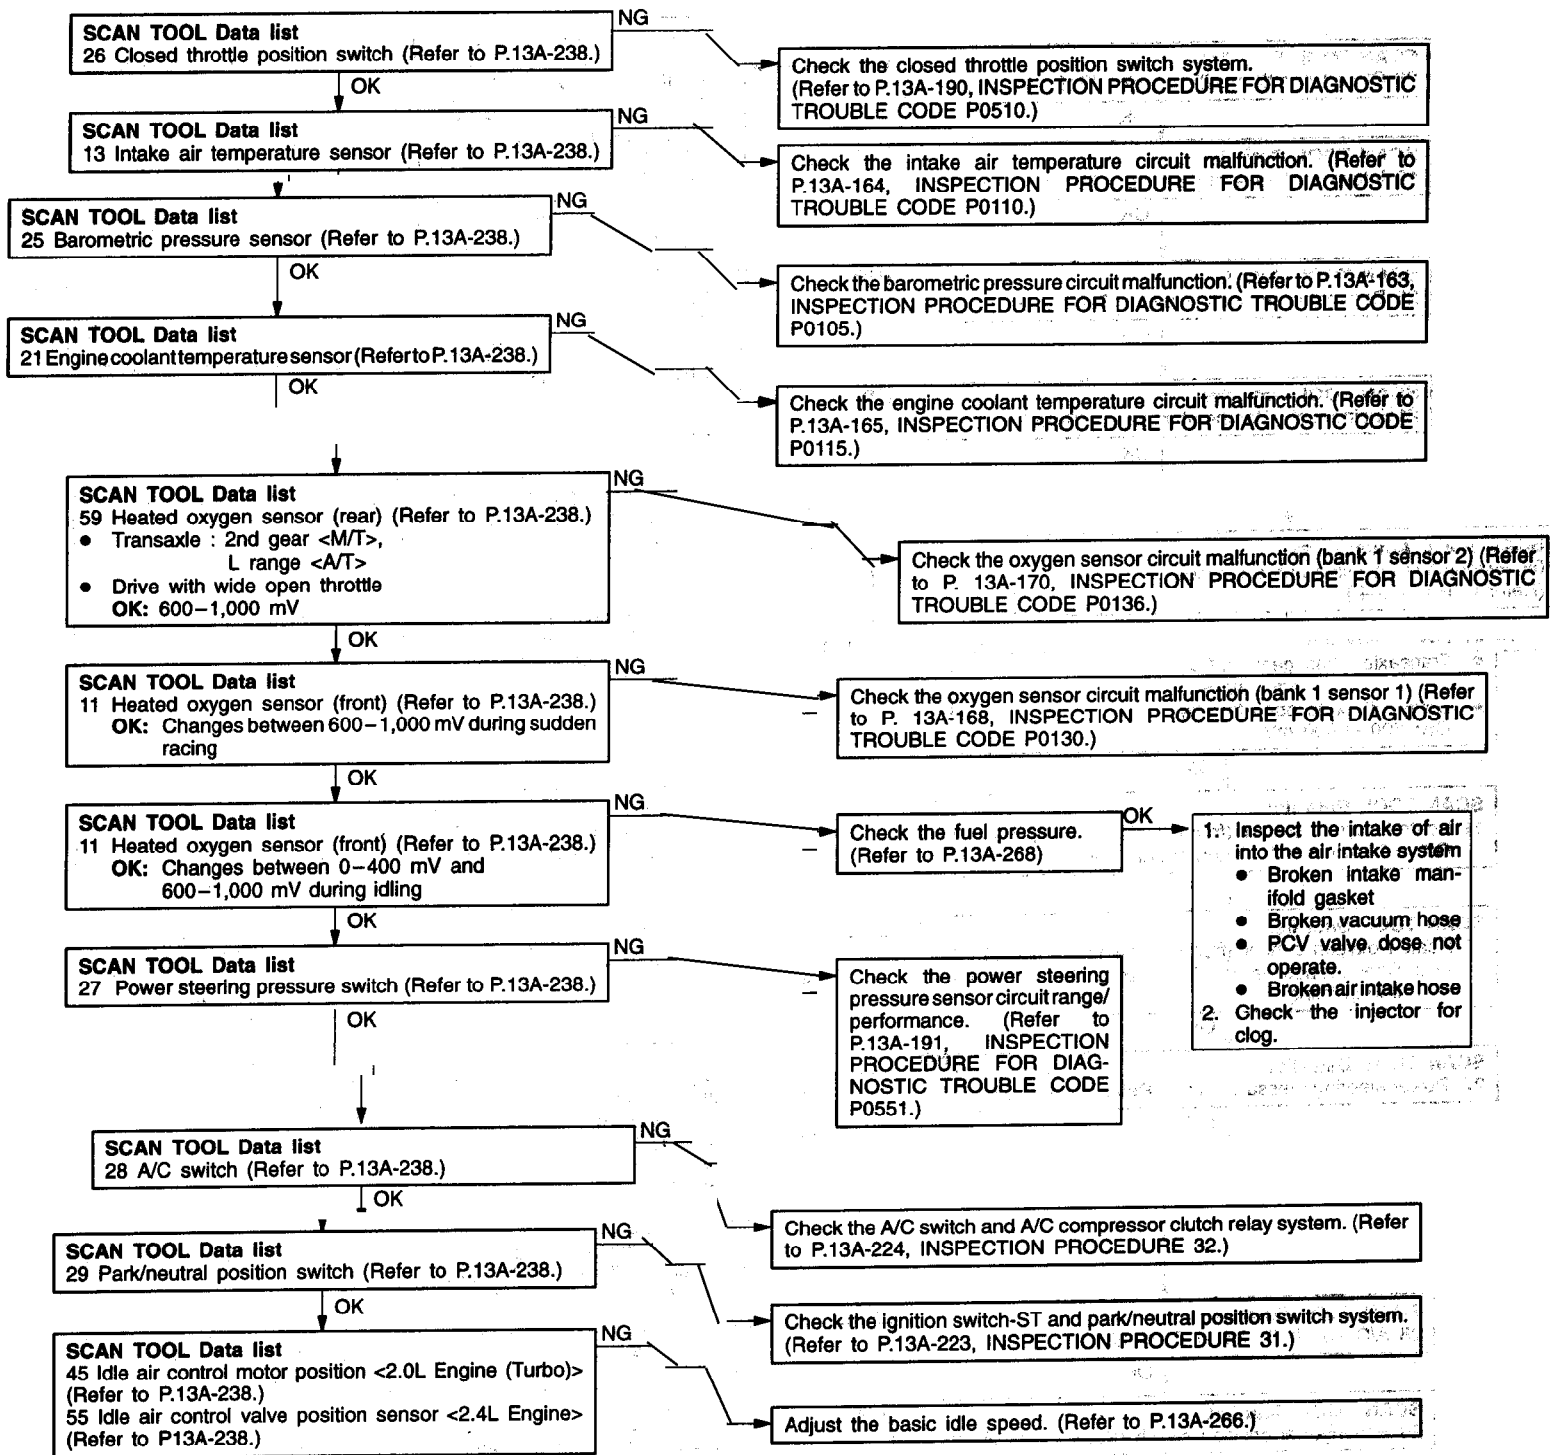 SCAN TOOL Data list
26 Closed throttle position switch (Refer to P.13A-238.)
NG
Check the closed throttle position switch system.
(Refer to P.13A-190, INSPECTION PROCEDURE FOR DIAGNOSTIC
TROUBLE CODE P0510.)
OK
SCAN TOOL Data list
13 Intake air temperature sensor (Refer to P.13A-238.)
NG
Check the intake air temperature circuit malfunction. (Refer to
P.13A-164, INSPECTION PROCEDURE FOR DIAGNOSTIC
TROUBLE CODE P0110.)
SCAN TOOL Data list
25 Barometric pressure sensor (Refer to P.13A-238.)
NG
Check the barometric pressure circuit malfunction. (Refer to P.13A-163,
INSPECTION PROCEDURE FOR DIAGNOSTIC TROUBLE CODE
P0105.)
OK
SCAN TOOL Data list
21 Engine coolant temperature sensor (Refer to P.13A-238.)
NG
Check the engine coolant temperature circuit malfunction. (Refer to
P.13A-165, INSPECTION PROCEDURE FOR DIAGNOSTIC CODE
P0115.)
OK
SCAN TOOL Data list
59 Heated oxygen sensor (rear) (Refer to P.13A-238.)
● Transaxle : 2nd gear <M/T>,
L range <A/T>
● Drive with wide open throttle
OK: 600–1,000 mV
NG
Check the oxygen sensor circuit malfunction (bank 1 sensor 2) (Refer
to P. 13A-170, INSPECTION PROCEDURE FOR DIAGNOSTIC
TROUBLE CODE P0136.)
OK
SCAN TOOL Data list
11 Heated oxygen sensor (front) (Refer to P.13A-238.)
OK: Changes between 600–1,000 mV during sudden
racing
NG
Check the oxygen sensor circuit malfunction (bank 1 sensor 1) (Refer
to P. 13A-168, INSPECTION PROCEDURE FOR DIAGNOSTIC
TROUBLE CODE P0130.)
OK
SCAN TOOL Data list
11 Heated oxygen sensor (front) (Refer to P.13A-238.)
OK: Changes between 0–400 mV and
600–1,000 mV during idling
NG
Check the fuel pressure.
(Refer to P.13A-268)
OK
1. Inspect the intake of air
into the air intake system
● Broken intake man-
ifold gasket
● Broken vacuum hose
● PCV valve dose not
operate.
● Broken air intake hose
2. Check the injector for
clog.
OK
SCAN TOOL Data list
27 Power steering pressure switch (Refer to P.13A-238.)
NG
Check the power steering
pressure sensor circuit range/
performance. (Refer to
P.13A-191, INSPECTION
PROCEDURE FOR DIAG-
NOSTIC TROUBLE CODE
P0551.)
OK
SCAN TOOL Data list
28 A/C switch (Refer to P.13A-238.)
NG
Check the A/C switch and A/C compressor clutch relay system. (Refer
to P.13A-224, INSPECTION PROCEDURE 32.)
OK
SCAN TOOL Data list
29 Park/neutral position switch (Refer to P.13A-238.)
NG
Check the ignition switch-ST and park/neutral position switch system.
(Refer to P.13A-223, INSPECTION PROCEDURE 31.)
OK
SCAN TOOL Data list
45 Idle air control motor position <2.0L Engine (Turbo)>
(Refer to P.13A-238.)
55 Idle air control valve position sensor <2.4L Engine>
(Refer to P13A-238.)
NG
Adjust the basic idle speed. (Refer to P.13A-266.)